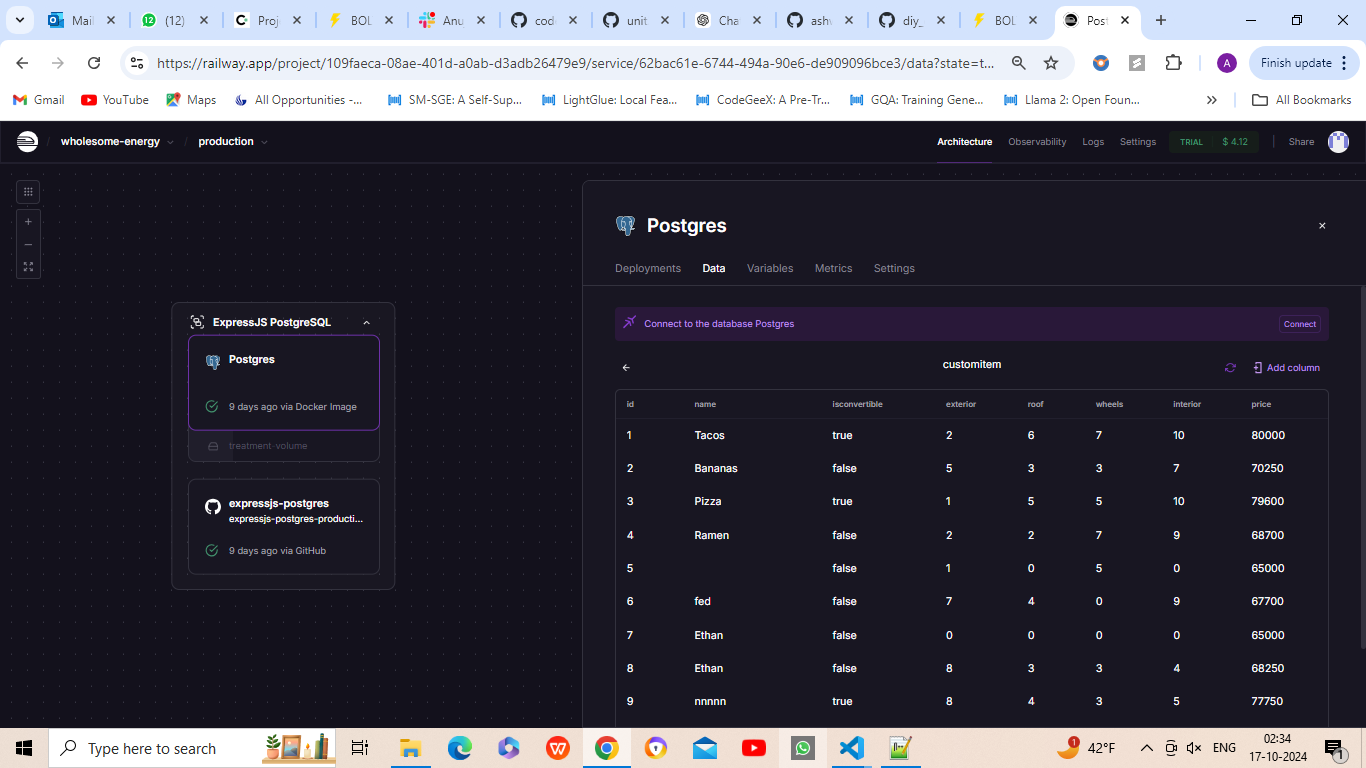 Mail
(12)
Proj
BOL
Anu
code
unit
Cha
ashw
diy_
BOL
Post
https://railway.app/project/109faeca-08ae-401d-a0ab-d3adb26479e9/service/62bac61e-6744-494a-90e6-de909096bce3/data?state=t...
A
Finish update
Gmail
YouTube
Maps
All Opportunities -...
SM-SGE: A Self-Sup...
LightGlue: Local Fea...
CodeGeeX: A Pre-Tr...
GQA: Training Gene...
Llama 2: Open Foun...
All Bookmarks
wholesome-energy / production
Architecture Observability Logs Settings TRIAL $ 4.12 Share
ExpressJS PostgreSQL
Postgres
9 days ago via Docker Image
treatment-volume
expressjs-postgres
expressjs-postgres-producti...
9 days ago via GitHub
Postgres
Deployments Data Variables Metrics Settings
Connect to the database Postgres Connect
customitem Add column
id name isconvertible exterior roof wheels interior price
1 Tacos true 2 6 7 10 80000
2 Bananas false 5 3 3 7 70250
3 Pizza true 1 5 5 10 79600
4 Ramen false 2 2 7 9 68700
5 false 1 0 5 0 65000
6 fed false 7 4 0 9 67700
7 Ethan false 0 0 0 0 65000
8 Ethan false 8 3 3 4 68250
9 nnnnn true 8 4 3 5 77750
Type here to search
1
42°F
ENG
02:34
17-10-2024
1